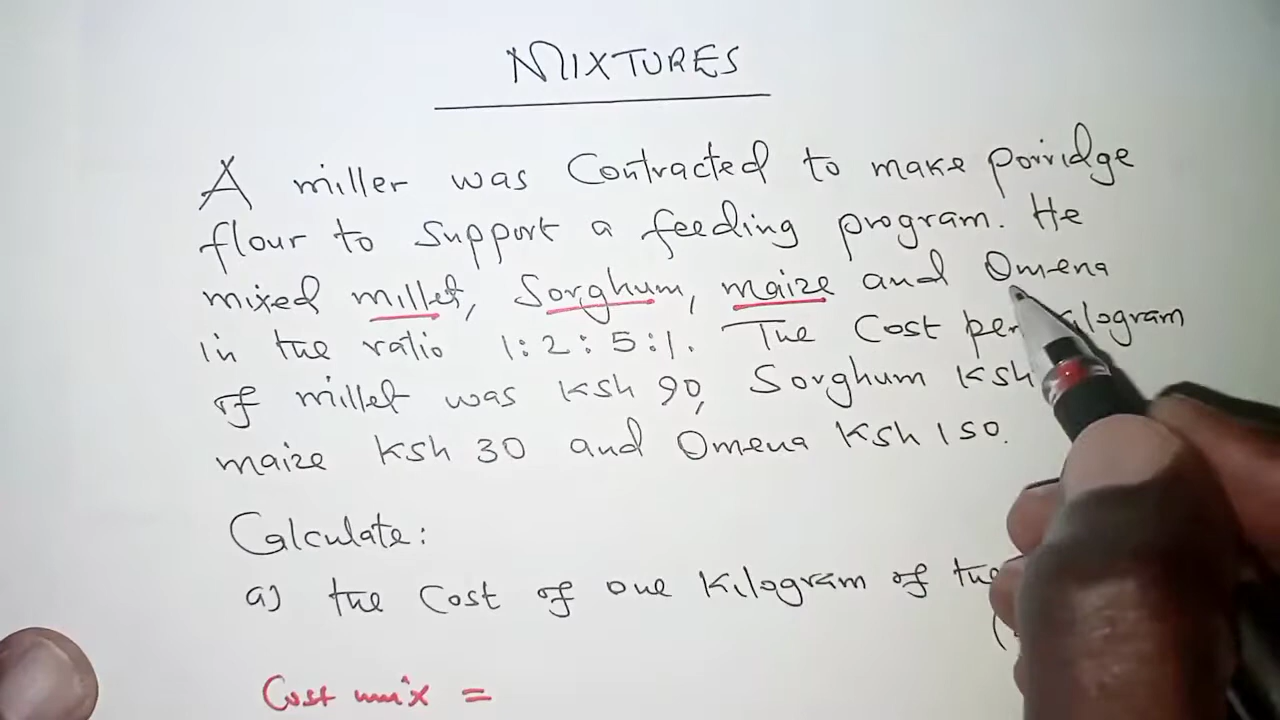 MIXTURES
A miller was Contracted to make porridge
flour to support a feeding program. He
mixed millet, Sorghum, maize and Omena
in the ratio 1:2:5:1. The Cost per
of millet was Ksh 90, Sorghum Ksh
maize Ksh 30 and Omena Ksh 150.
Calculate:
a) the Cost of one Kilogram of the
Cost mix =